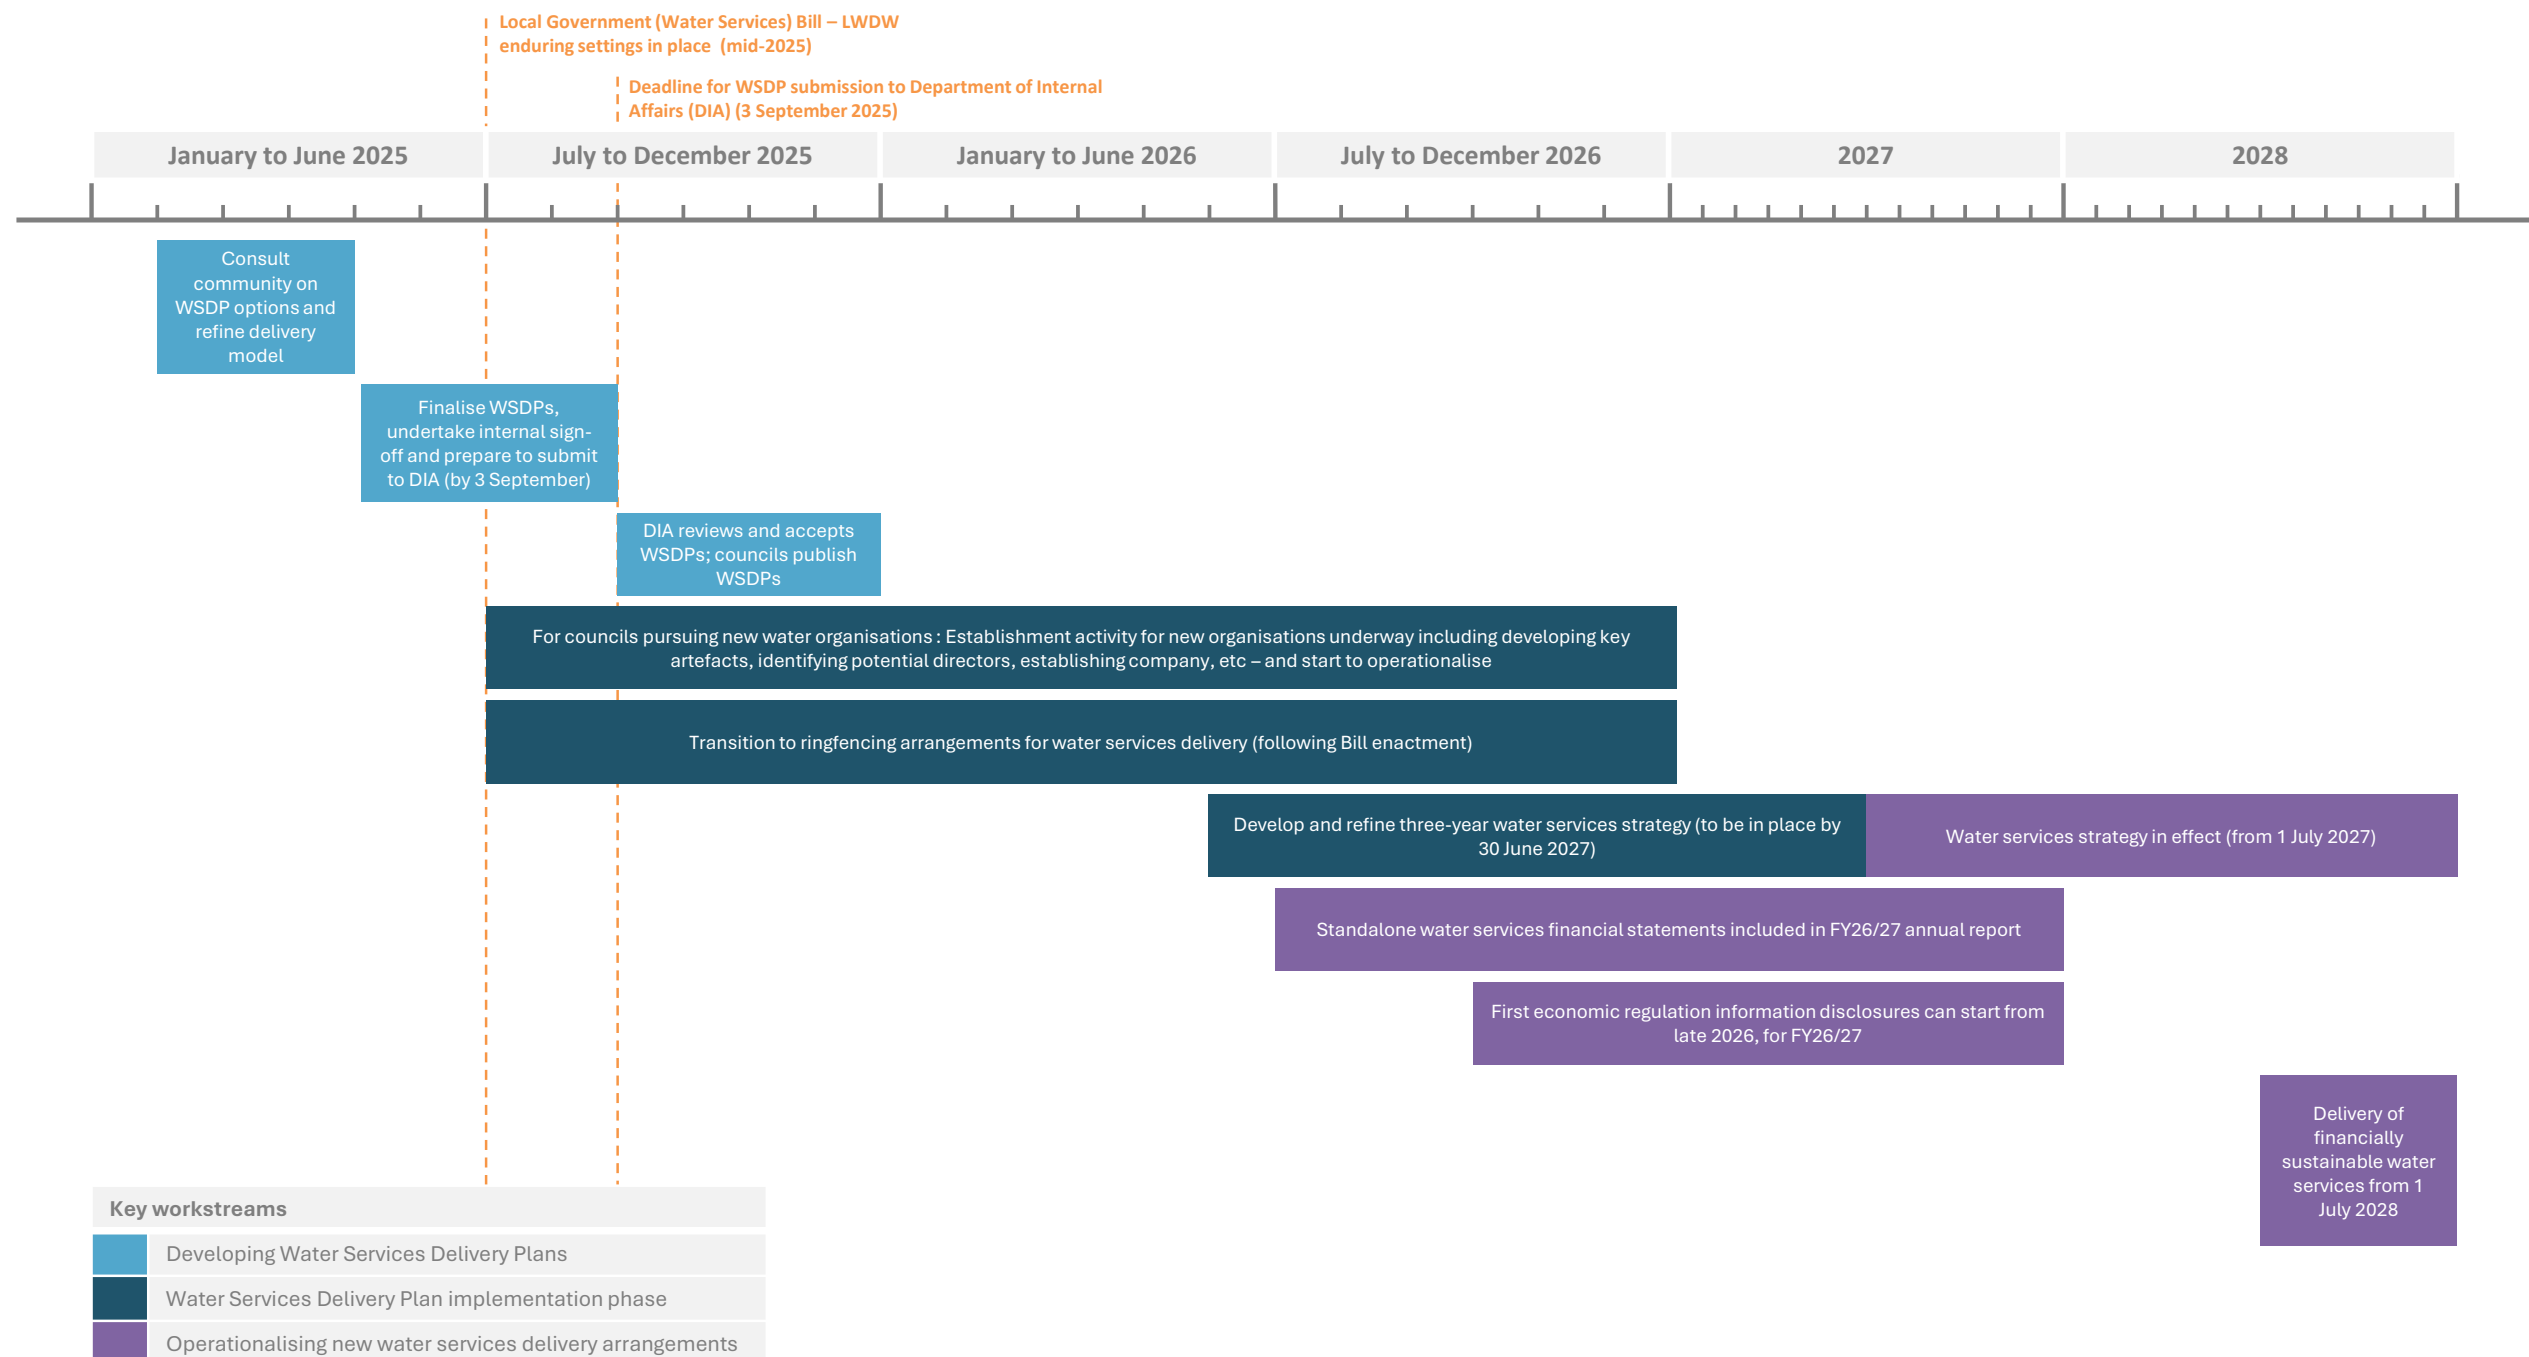 Local Government (Water Services) Bill – LWDW
enduring settings in place (mid-2025)
Deadline for WSDP submission to Department of Internal
Affairs (DIA) (3 September 2025)
January to June 2025
July to December 2025
January to June 2026
July to December 2026
2027
2028
Consult
community on
WSDP options and
refine delivery
model
Finalise WSDPs,
undertake internal sign-
off and prepare to submit
to DIA (by 3 September)
DIA reviews and accepts
WSDPs; councils publish
WSDPs
For councils pursuing new water organisations : Establishment activity for new organisations underway including developing key
artefacts, identifying potential directors, establishing company, etc – and start to operationalise
Transition to ringfencing arrangements for water services delivery (following Bill enactment)
Develop and refine three-year water services strategy (to be in place by
30 June 2027)
Water services strategy in effect (from 1 July 2027)
Standalone water services financial statements included in FY26/27 annual report
First economic regulation information disclosures can start from
late 2026, for FY26/27
Delivery of
financially
sustainable water
services from 1
July 2028
Key workstreams
Developing Water Services Delivery Plans
Water Services Delivery Plan implementation phase
Operationalising new water services delivery arrangements